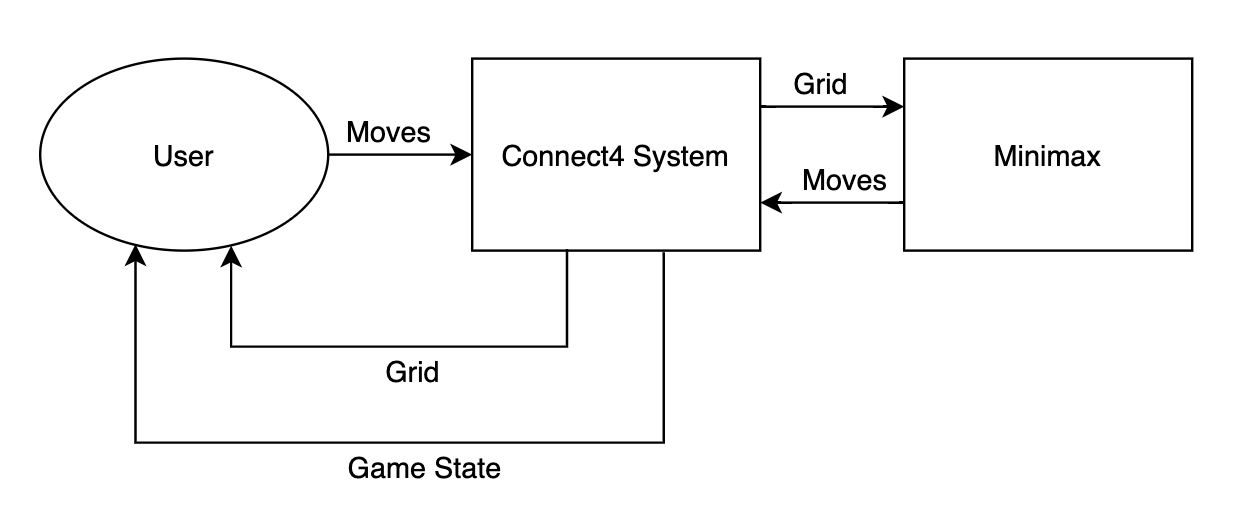 Grid
Moves
User
Connect4 System
Minimax
Moves
Grid
Game State